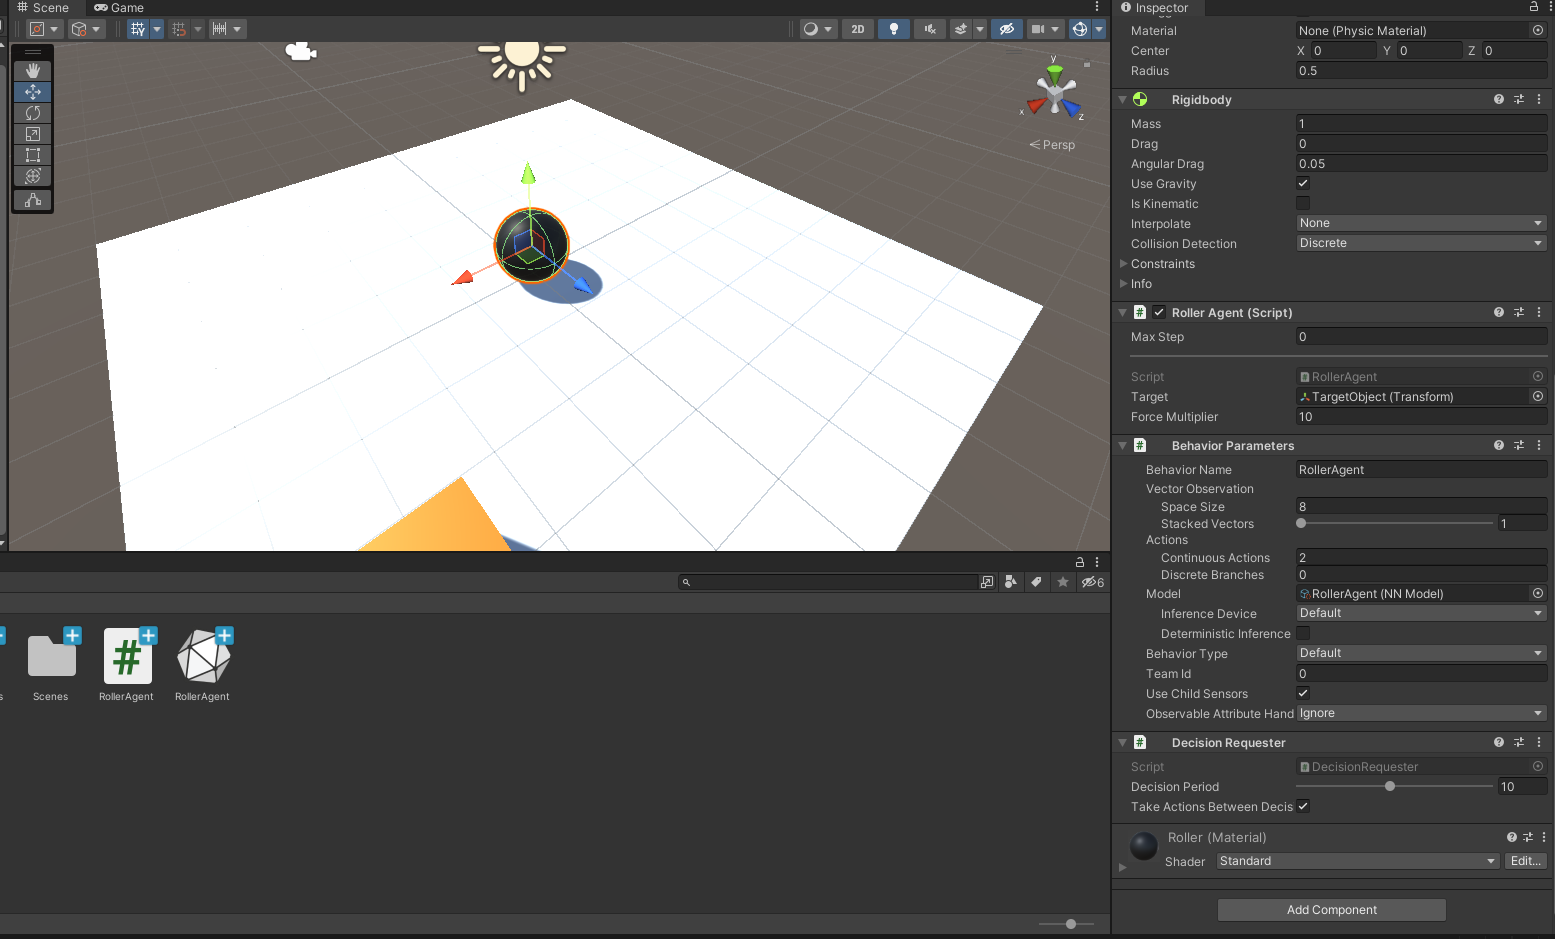 Scene
Game
2D
y
x
z
Persp
6
s
Scenes
RollerAgent
RollerAgent
Inspector
Material None (Physic Material)
Center X 0 Y 0 Z 0
Radius 0.5
Rigidbody
Mass 1
Drag 0
Angular Drag 0.05
Use Gravity
Is Kinematic
Interpolate None
Collision Detection Discrete
Constraints
Info
# Roller Agent (Script)
Max Step 0
Script RollerAgent
Target TargetObject (Transform)
Force Multiplier 10
# Behavior Parameters
Behavior Name RollerAgent
Vector Observation
Space Size 8
Stacked Vectors 1
Actions
Continuous Actions 2
Discrete Branches 0
Model RollerAgent (NN Model)
Inference Device Default
Deterministic Inference
Behavior Type Default
Team Id 0
Use Child Sensors
Observable Attribute Hand Ignore
# Decision Requester
Script DecisionRequester
Decision Period 10
Take Actions Between Decis
Roller (Material)
Shader Standard Edit...
Add Component